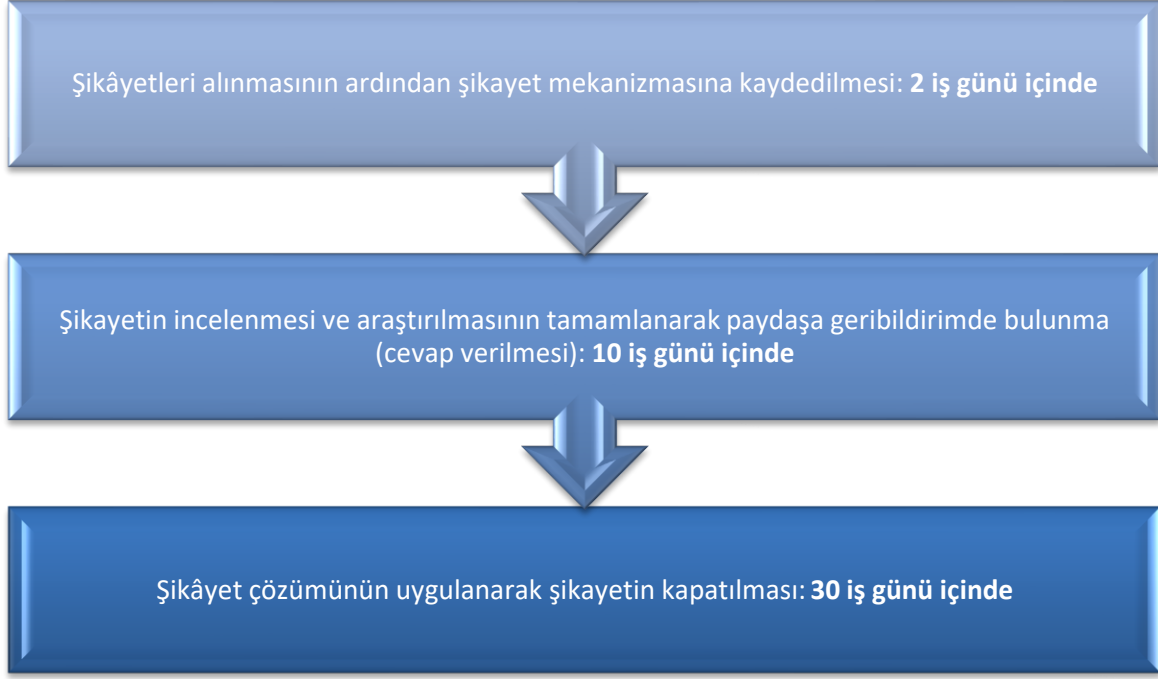 Şikâyetleri alınmasının ardından şikayet mekanizmasına kaydedilmesi: 2 iş günü içinde
Şikayetin incelenmesi ve araştırılmasının tamamlanarak paydaşa geribildirimde bulunma
(cevap verilmesi): 10 iş günü içinde
Şikâyet çözümünün uygulanarak şikayetin kapatılması: 30 iş günü içinde